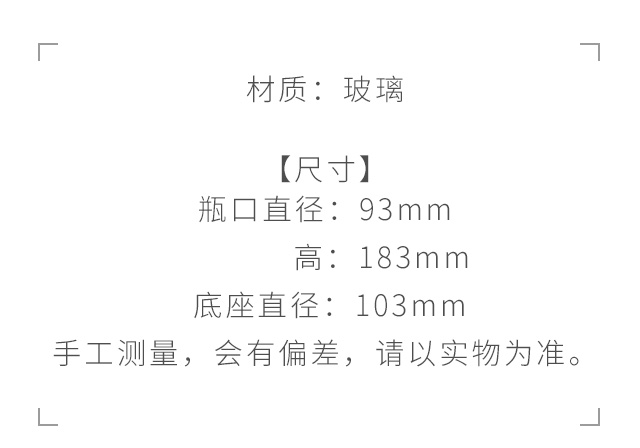 材质：玻璃
【尺寸】
瓶口直径：93mm
高：183mm
底座直径：103mm
手工测量，会有偏差，请以实物为准。